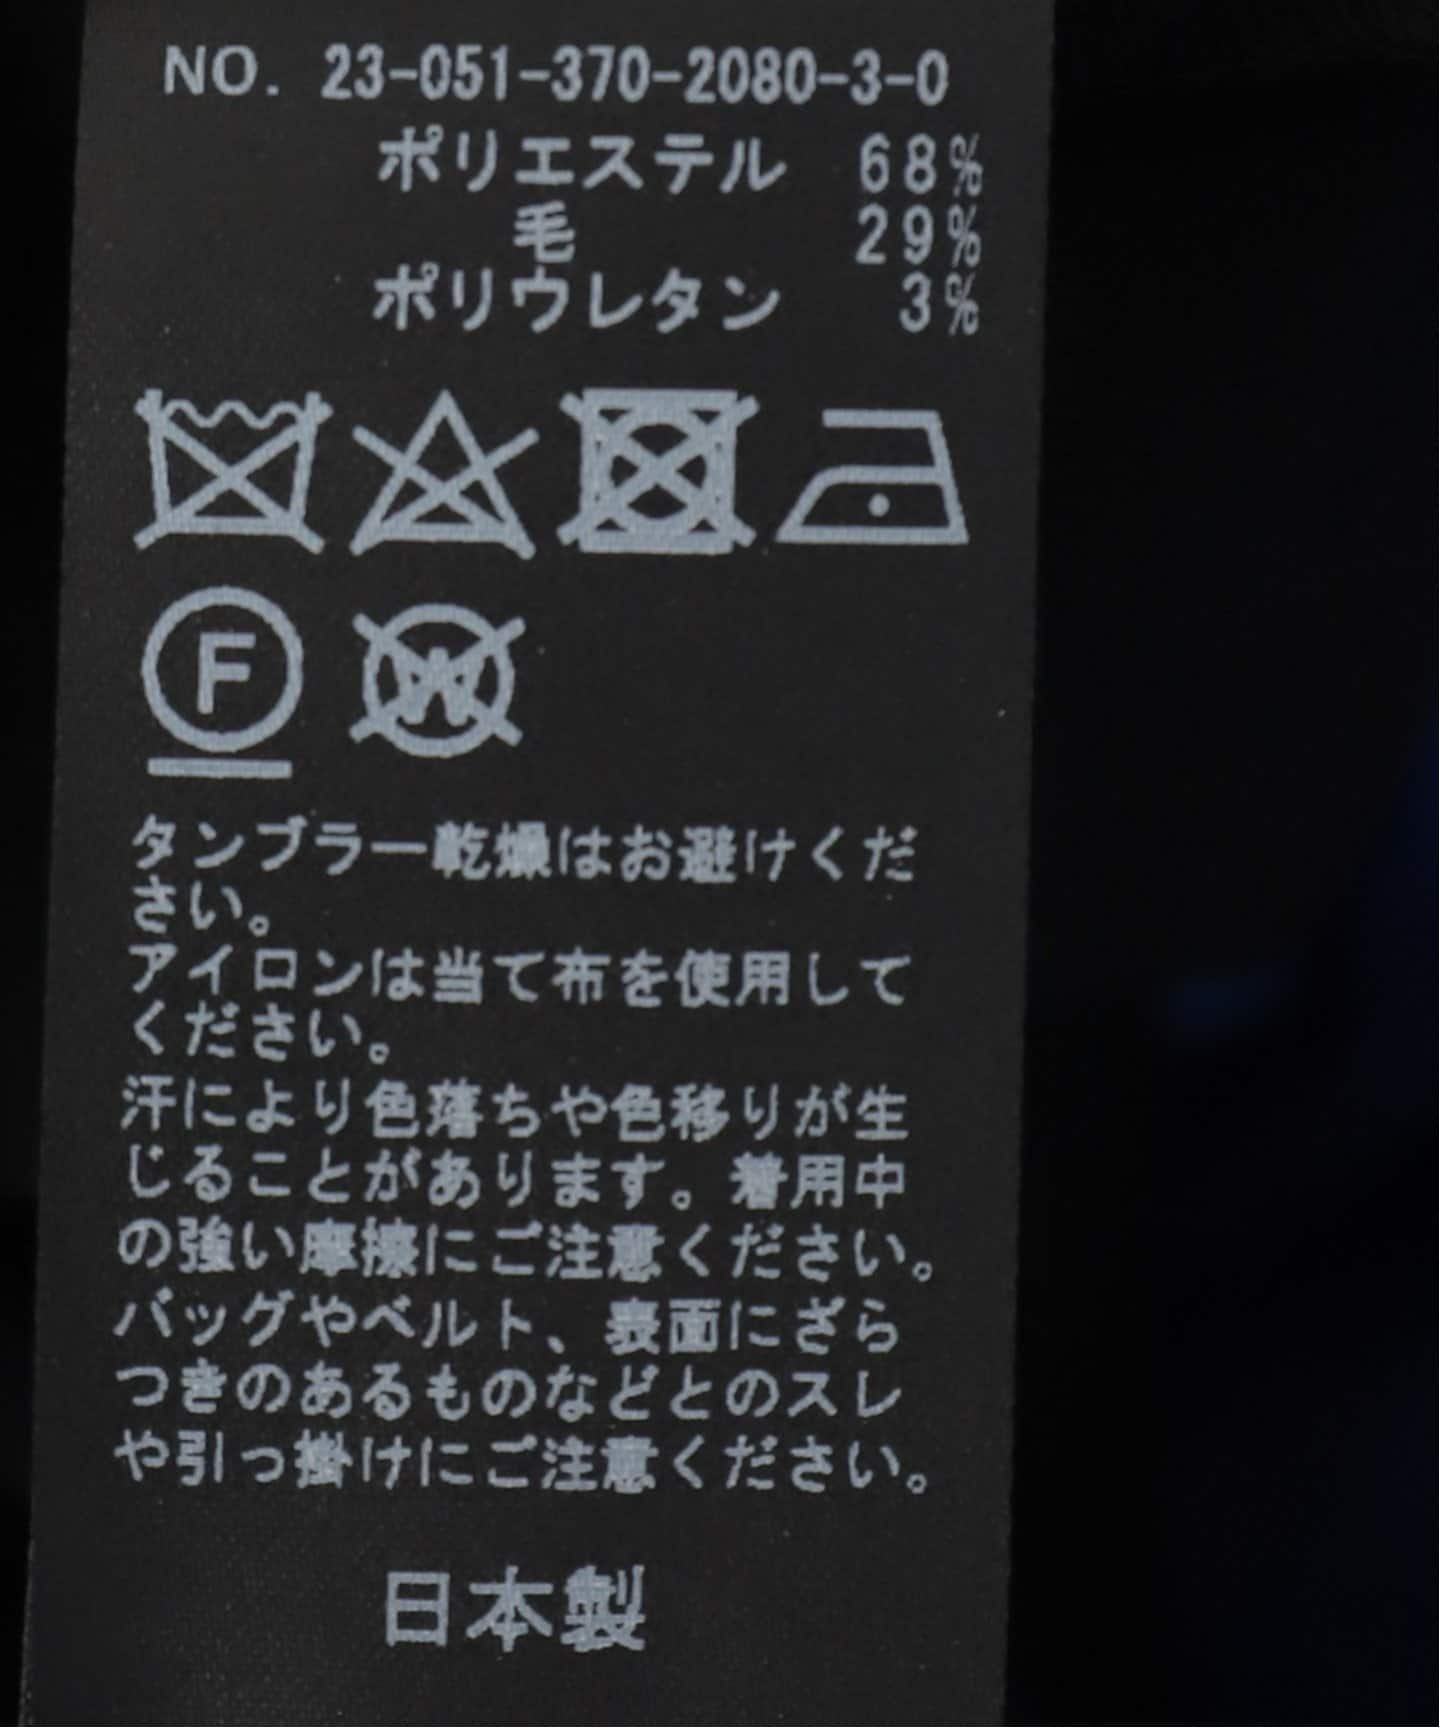 NO. 23-051-370-2080-3-0
ポリエステル 68%
毛 29%
ポリウレタン 3%
F W
タンブラー乾燥はお避けくだ
さい。
アイロンは当て布を使用して
ください。
汗により色落ちや色移りが生
じることがあります。着用中
の強い摩擦にご注意ください。
バッグやベルト、表面にざら
つきのあるものなどとのスレ
や引っ掛けにご注意ください。
日本製